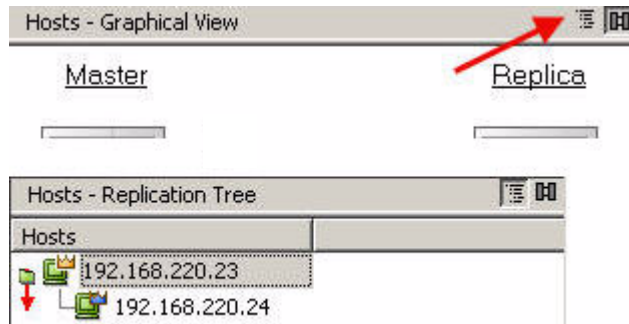 Hosts - Graphical View
Master Replica
Hosts - Replication Tree
Hosts
192.168.220.23
192.168.220.24